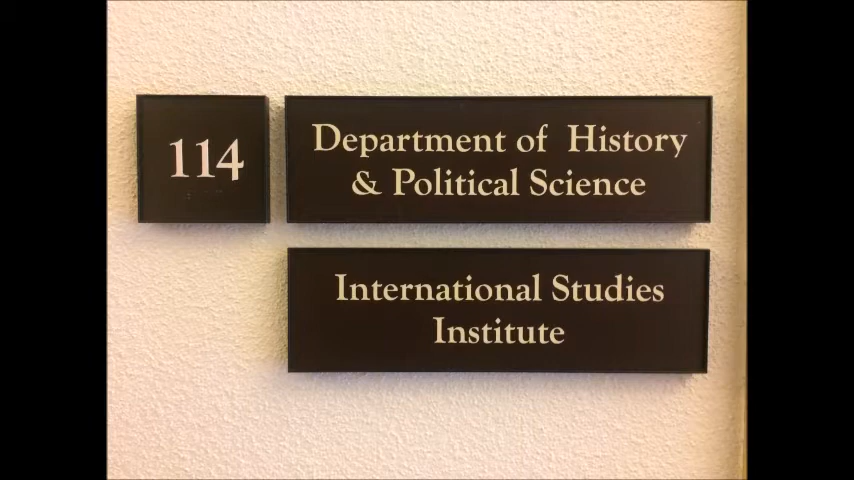 114
Department of History
& Political Science
International Studies
Institute